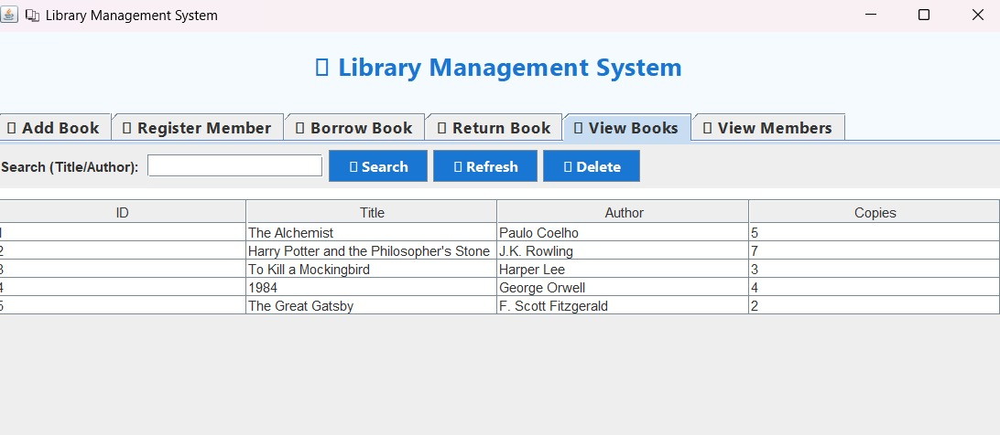 Library Management System
Library Management System
Add Book Register Member Borrow Book Return Book View Books View Members
Search (Title/Author): Search Refresh Delete
ID Title Author Copies
1 The Alchemist Paulo Coelho 5
2 Harry Potter and the Philosopher's Stone J.K. Rowling 7
3 To Kill a Mockingbird Harper Lee 3
4 1984 George Orwell 4
5 The Great Gatsby F. Scott Fitzgerald 2